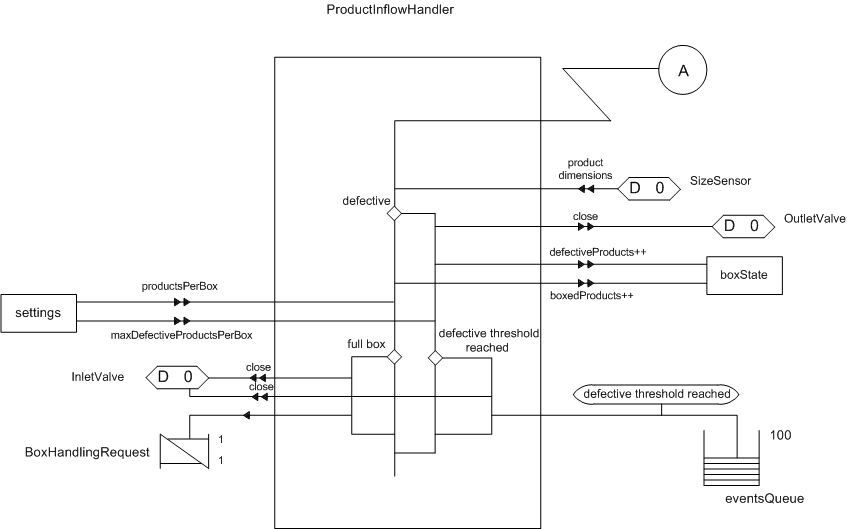 ProductInflowHandler
A
product
dimensions
D 0
SizeSensor
defective
close
D 0
OutletValve
defectiveProducts++
boxState
boxedProducts++
productsPerBox
settings
maxDefectiveProductsPerBox
full box
defective threshold
reached
InletValve
D 0
close
close
defective threshold reached
BoxHandlingRequest
1
1
100
eventsQueue